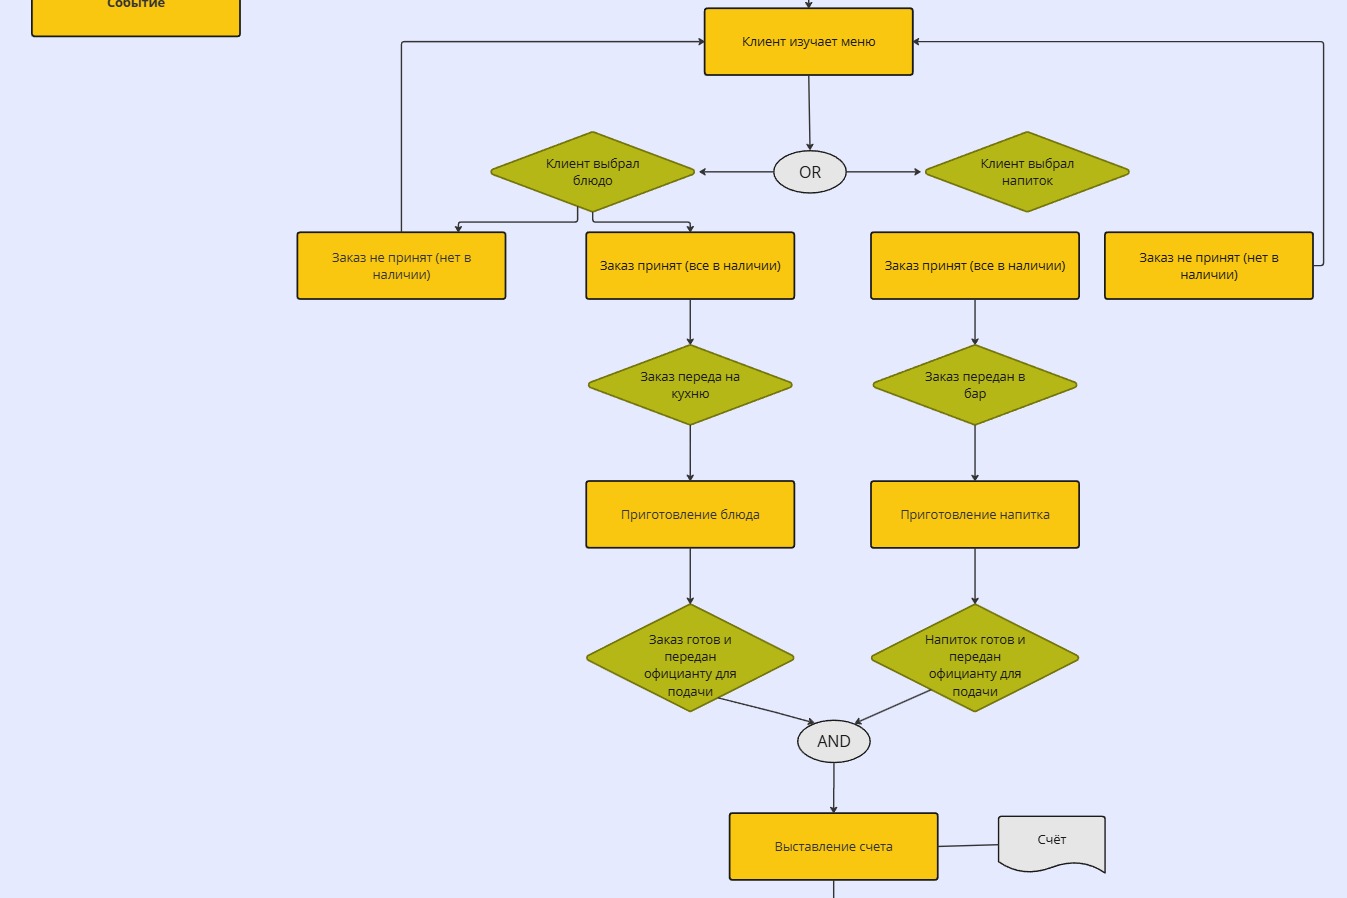 Событие
Клиент изучает меню
Клиент выбрал
блюдо
OR
Клиент выбрал
напиток
Заказ не принят (нет в
наличии)
Заказ принят (все в наличии)
Заказ принят (все в наличии)
Заказ не принят (нет в
наличии)
Заказ переда на
кухню
Заказ передан в
бар
Приготовление блюда
Приготовление напитка
Заказ готов и
передан
официанту для
подачи
Напиток готов и
передан
официанту для
подачи
AND
Выставление счета
Счёт